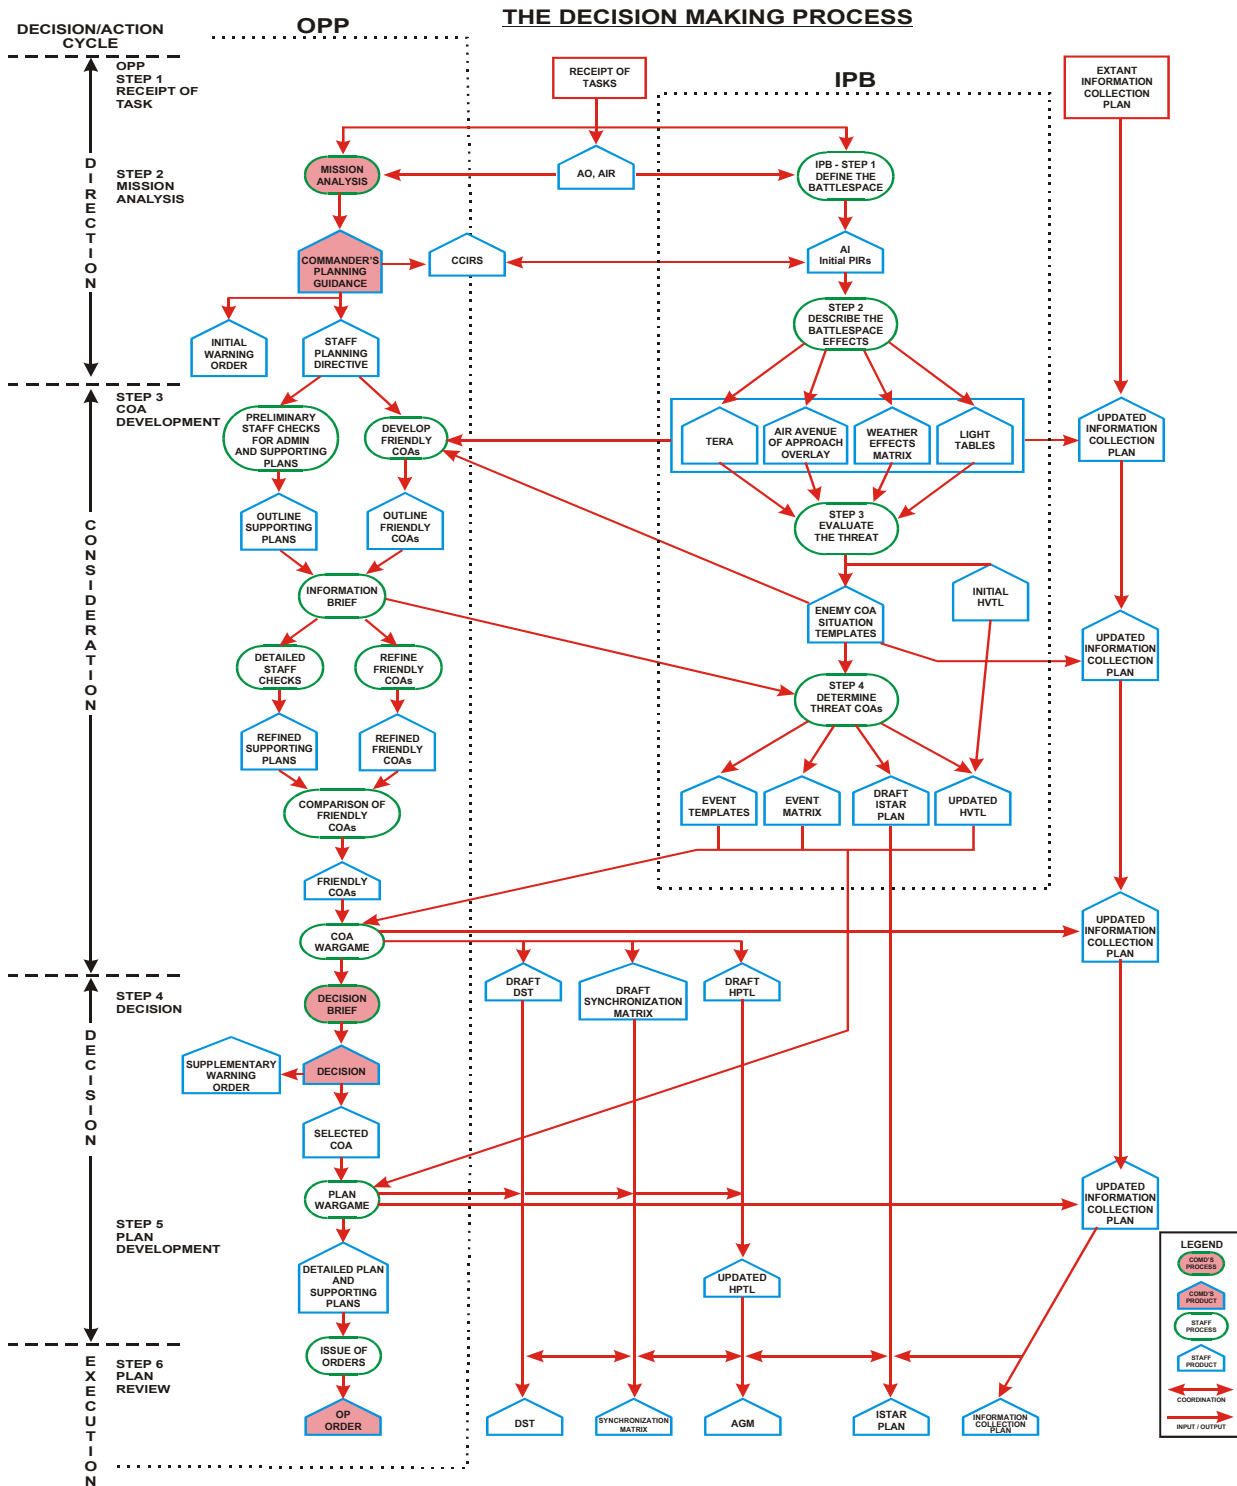 THE DECISION MAKING PROCESS
DECISION/ACTION
CYCLE
OPP
OPP
STEP 1
RECEIPT OF
TASK
STEP 2
MISSION
ANALYSIS
DIRECTION
STEP 3
COA
DEVELOPMENT
CONSIDERATION
STEP 4
DECISION
DECISION
STEP 5
PLAN
DEVELOPMENT
STEP 6
PLAN
REVIEW
EXECUTION
RECEIPT OF
TASKS
IPB
EXTANT
INFORMATION
COLLECTION
PLAN
MISSION
ANALYSIS
AO, AIR
IPB - STEP 1
DEFINE THE
BATTLESPACE
COMMANDER'S
PLANNING
GUIDANCE
CCIRS
AI
Initial PIRs
INITIAL
WARNING
ORDER
STAFF
PLANNING
DIRECTIVE
STEP 2
DESCRIBE THE
BATTLESPACE
EFFECTS
PRELIMINARY
STAFF CHECKS
FOR ADMIN
AND SUPPORTING
PLANS
DEVELOP
FRIENDLY
COAs
TERA
AIR AVENUE
OF APPROACH
OVERLAY
WEATHER
EFFECTS
MATRIX
LIGHT
TABLES
UPDATED
INFORMATION
COLLECTION
PLAN
OUTLINE
SUPPORTING
PLANS
OUTLINE
FRIENDLY
COAs
STEP 3
EVALUATE
THE THREAT
INFORMATION
BRIEF
ENEMY COA
SITUATION
TEMPLATES
INITIAL
HVTL
DETAILED
STAFF
CHECKS
REFINE
FRIENDLY
COAs
STEP 4
DETERMINE
THREAT COAs
UPDATED
INFORMATION
COLLECTION
PLAN
REFINED
SUPPORTING
PLANS
REFINED
FRIENDLY
COAs
COMPARISON OF
FRIENDLY
COAs
EVENT
TEMPLATES
EVENT
MATRIX
DRAFT
ISTAR
PLAN
UPDATED
HVTL
FRIENDLY
COAs
COA
WARGAME
UPDATED
INFORMATION
COLLECTION
PLAN
DECISION
BRIEF
DRAFT
DST
DRAFT
SYNCHRONIZATION
MATRIX
DRAFT
HPTL
SUPPLEMENTARY
WARNING
ORDER
DECISION
SELECTED
COA
PLAN
WARGAME
UPDATED
INFORMATION
COLLECTION
PLAN
DETAILED PLAN
AND
SUPPORTING
PLANS
UPDATED
HPTL
ISSUE OF
ORDERS
OP
ORDER
DST
SYNCHRONIZATION
MATRIX
AGM
ISTAR
PLAN
INFORMATION
COLLECTION
PLAN
LEGEND
COMD'S
PROCESS
COMD'S
PRODUCT
STAFF
PROCESS
STAFF
PRODUCT
COORDINATION
INPUT / OUTPUT